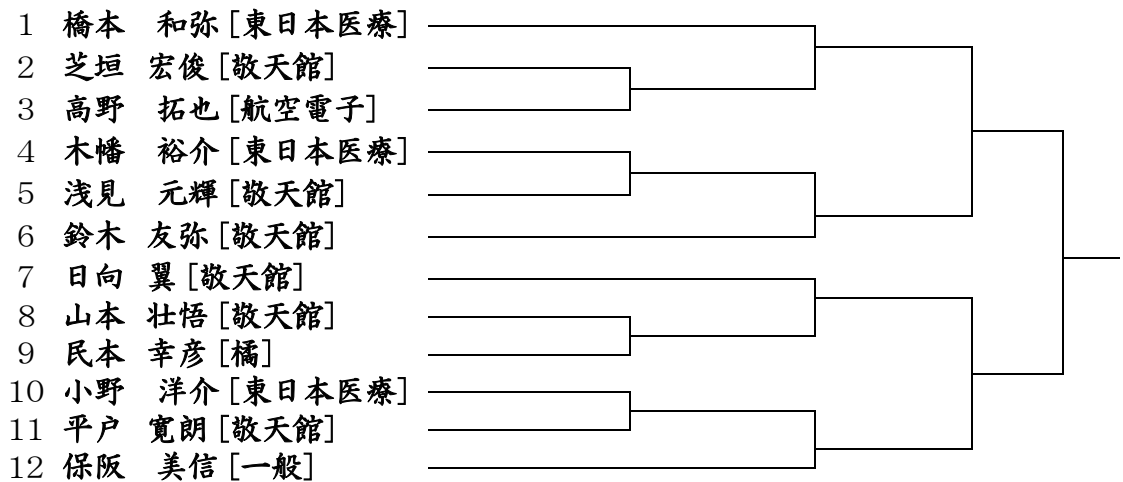 1 橋本 和弥 [東日本医療]
2 芝垣 宏俊 [敬天館]
3 高野 拓也 [航空電子]
4 木幡 裕介 [東日本医療]
5 浅見 元輝 [敬天館]
6 鈴木 友弥 [敬天館]
7 日向 翼 [敬天館]
8 山本 壮悟 [敬天館]
9 民本 幸彦 [橘]
10 小野 洋介 [東日本医療]
11 平戸 寛朗 [敬天館]
12 保阪 美信 [一般]